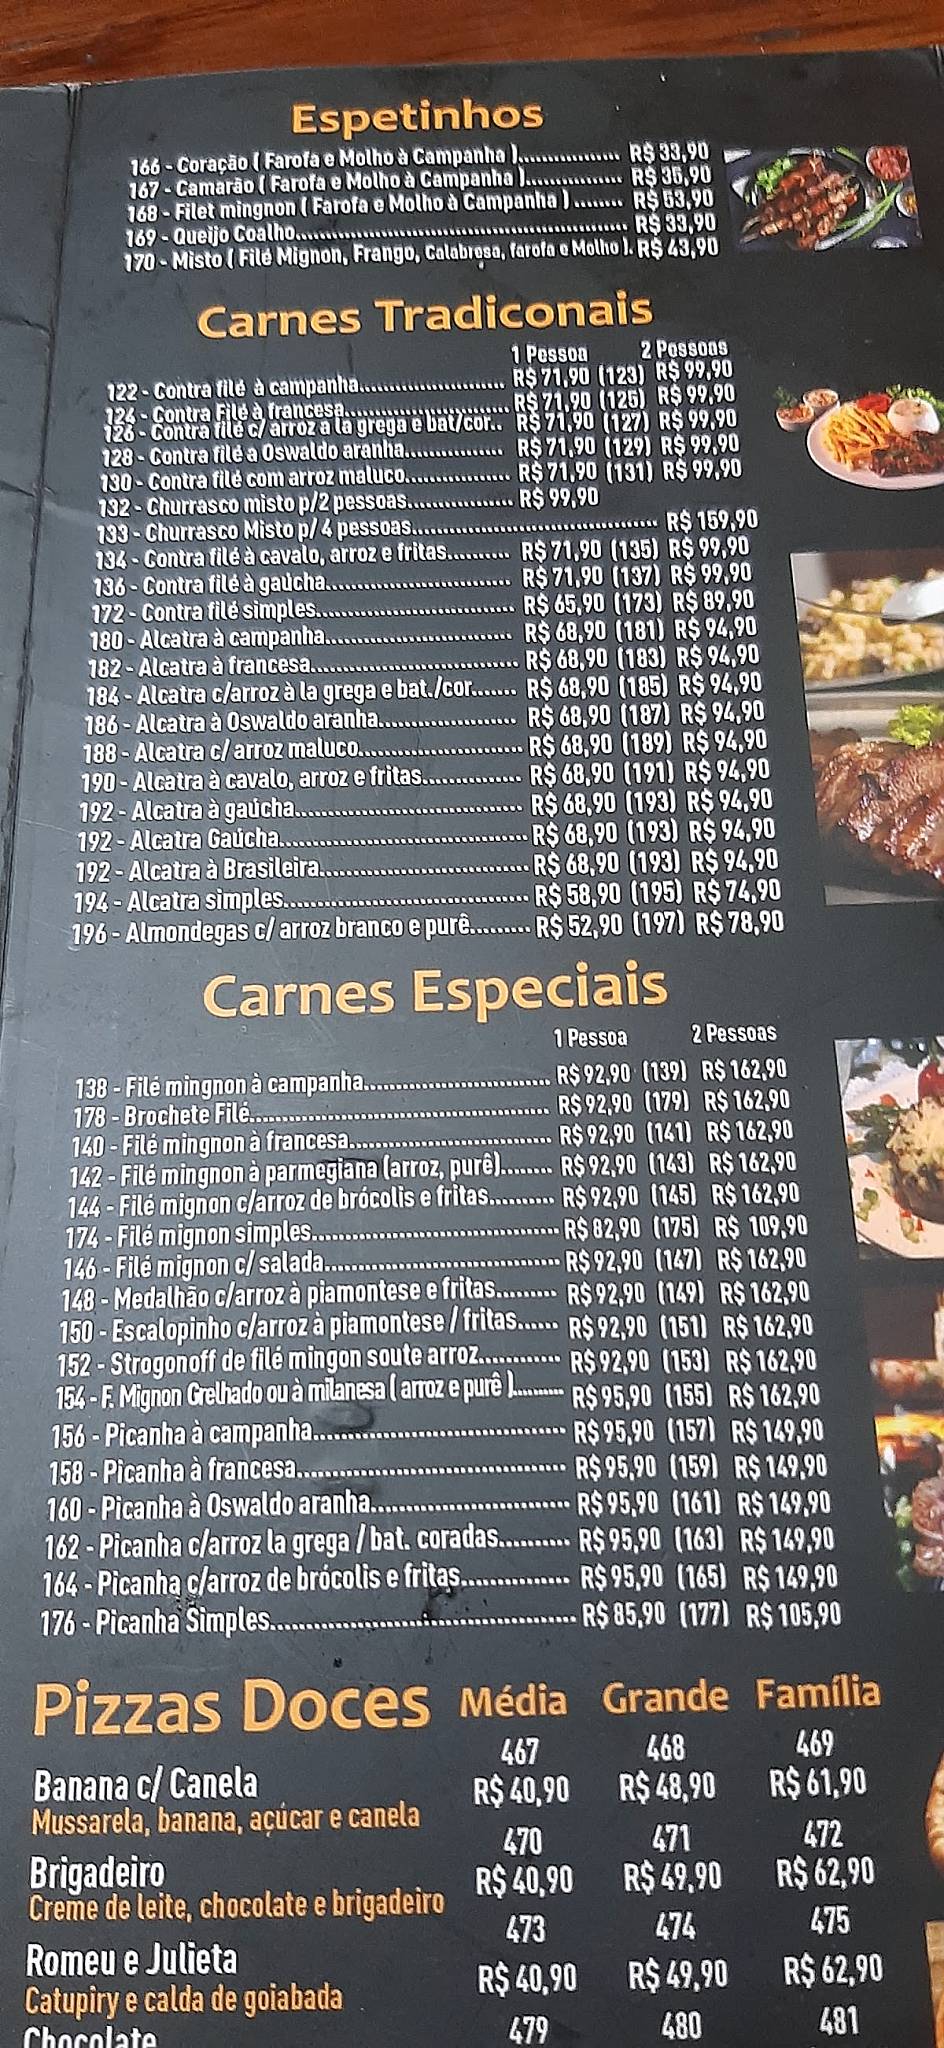 Espetinhos
166 - Coração ( Farofa e Molho à Campanha ).............. R$ 33,90
167 - Camarão ( Farofa e Molho à Campanha ).............. R$ 35,90
168 - Filet mingnon ( Farofa e Molho à Campanha )........ R$ 53,90
169 - Queijo Coalho................................ R$ 33,90
170 - Misto ( Filé Mignon, Frango, Calabresa, farofa e Molho ). R$ 43,90
Carnes Tradiconais
1 Pessoa 2 Pessoas
122 - Contra filé à campanha........................ R$ 71,90 (123) R$ 99,90
124 - Contra Filé à francesa........................ R$ 71,90 (125) R$ 99,90
126 - Contra filé c/ arroz a la grega e bat/cor.. R$ 71,90 (127) R$ 99,90
128 - Contra filé a Oswaldo aranha............... R$ 71,90 (129) R$ 99,90
130 - Contra filé com arroz maluco............... R$ 71,90 (131) R$ 99,90
132 - Churrasco misto p/2 pessoas............... R$ 99,90
133 - Churrasco Misto p/ 4 pessoas................................ R$ 159,90
134 - Contra filé à cavalo, arroz e fritas.......... R$ 71,90 (135) R$ 99,90
136 - Contra filé à gaúcha........................ R$ 71,90 (137) R$ 99,90
172 - Contra filé simples........................ R$ 65,90 (173) R$ 89,90
180 - Alcatra à campanha........................ R$ 68,90 (181) R$ 94,90
182 - Alcatra à francesa........................ R$ 68,90 (183) R$ 94,90
184 - Alcatra c/arroz à la grega e bat./cor....... R$ 68,90 (185) R$ 94,90
186 - Alcatra à Oswaldo aranha.................. R$ 68,90 (187) R$ 94,90
188 - Alcatra c/ arroz maluco..................... R$ 68,90 (189) R$ 94,90
190 - Alcatra à cavalo, arroz e fritas.............. R$ 68,90 (191) R$ 94,90
192 - Alcatra à gaúcha........................... R$ 68,90 (193) R$ 94,90
192 - Alcatra Gaúcha........................... R$ 68,90 (193) R$ 94,90
192 - Alcatra à Brasileira........................ R$ 68,90 (193) R$ 94,90
194 - Alcatra simples........................... R$ 58,90 (195) R$ 74,90
196 - Almondegas c/ arroz branco e purê......... R$ 52,90 (197) R$ 78,90
Carnes Especiais
1 Pessoa 2 Pessoas
138 - Filé mingnon à campanha........................ R$ 92,90 (139) R$ 162,90
178 - Brochete Filé................................ R$ 92,90 (179) R$ 162,90
140 - Filé mingnon à francesa........................ R$ 92,90 (141) R$ 162,90
142 - Filé mingnon à parmegiana (arroz, purê)........ R$ 92,90 (143) R$ 162,90
144 - Filé mignon c/arroz de brócolis e fritas.......... R$ 92,90 (145) R$ 162,90
174 - Filé mignon simples........................ R$ 82,90 (175) R$ 109,90
146 - Filé mignon c/ salada........................ R$ 92,90 (147) R$ 162,90
148 - Medalhão c/arroz à piamontese e fritas......... R$ 92,90 (149) R$ 162,90
150 - Escalopinho c/arroz à piamontese / fritas...... R$ 92,90 (151) R$ 162,90
152 - Strogonoff de filé mingon soute arroz............ R$ 92,90 (153) R$ 162,90
154 - F. Mignon Grelhado ou à milanesa ( arroz e purê ).......... R$ 95,90 (155) R$ 162,90
156 - Picanha à campanha........................ R$ 95,90 (157) R$ 149,90
158 - Picanha à francesa........................ R$ 95,90 (159) R$ 149,90
160 - Picanha à Oswaldo aranha..................... R$ 95,90 (161) R$ 149,90
162 - Picanha c/arroz la grega / bat. coradas.......... R$ 95,90 (163) R$ 149,90
164 - Picanha c/arroz de brócolis e fritas.............. R$ 95,90 (165) R$ 149,90
176 - Picanha Simples........................... R$ 85,90 (177) R$ 105,90
Pizzas Doces Média Grande Família
467 468 469
Banana c/ Canela R$ 40,90 R$ 48,90 R$ 61,90
Mussarela, banana, açúcar e canela
470 471 472
Brigadeiro R$ 40,90 R$ 49,90 R$ 62,90
Creme de leite, chocolate e brigadeiro
473 474 475
Romeu e Julieta R$ 40,90 R$ 49,90 R$ 62,90
Catupiry e calda de goiabada
479 480 481
Chocolate